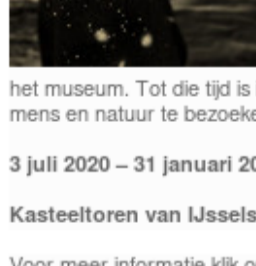 het museum. Tot die tijd is
mens en natuur te bezoeke
3 juli 2020 – 31 januari 20
Kasteeltoren van IJssels
Voor meer informatie klik o